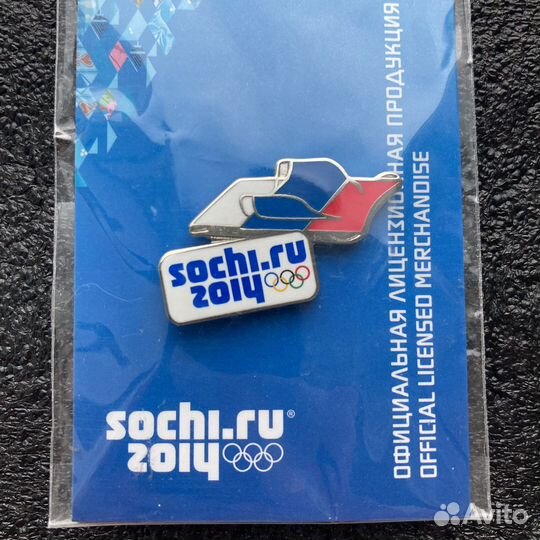 sochi.ru
2014
sochi.ru®
2014
ОФИЦИАЛЬНАЯ ЛИЦЕНЗИОННАЯ ПРОДУКЦИЯ
OFFICIAL LICENSED MERCHANDISE
Avito